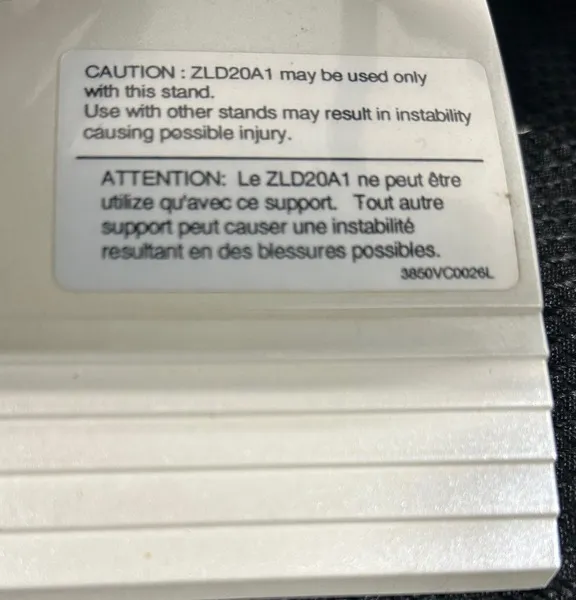 CAUTION : ZLD20A1 may be used only
with this stand.
Use with other stands may result in instability
causing possible injury.
ATTENTION: Le ZLD20A1 ne peut être
utilize qu'avec ce support. Tout autre
support peut causer une instabilité
resultant en des blessures possibles.
3850VC0026L